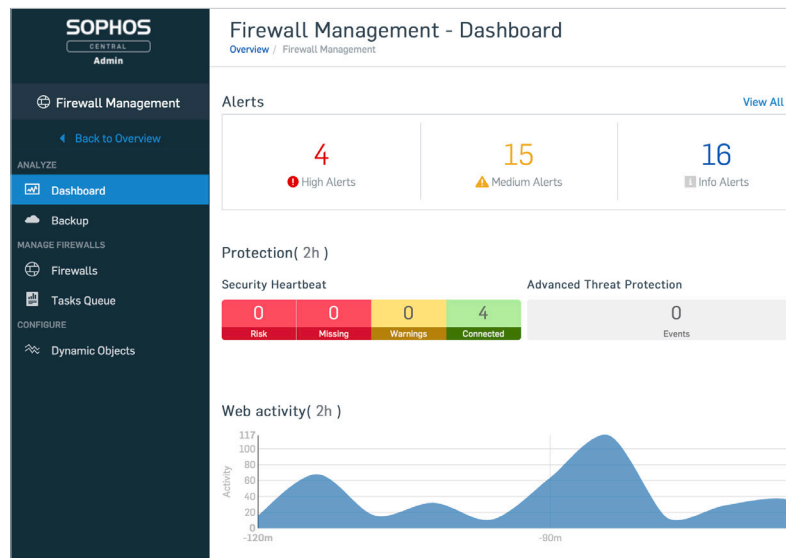 SOPHOS
CENTRAL
Admin
Firewall Management
Back to Overview
ANALYZE
Dashboard
Backup
MANAGE FIREWALLS
Firewalls
Tasks Queue
CONFIGURE
Dynamic Objects
Firewall Management - Dashboard
Overview / Firewall Management
Alerts
View All
4
High Alerts
15
Medium Alerts
16
Info Alerts
Protection( 2h )
Security Heartbeat
0
Risk
0
Missing
0
Warnings
4
Connected
Advanced Threat Protection
0
Events
Web activity( 2h )
Activity
117
100
80
60
40
20
0
-120m
-90m